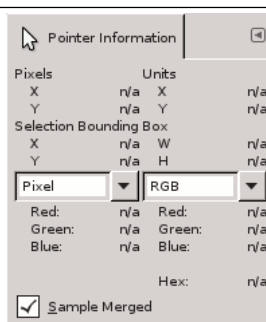 Pointer Information
Pixels Units
X n/a X n/a
Y n/a Y n/a
Selection Bounding Box
X n/a W n/a
Y n/a H n/a
Pixel RGB
Red: n/a Red: n/a
Green: n/a Green: n/a
Blue: n/a Blue: n/a
Hex: n/a
Sample Merged